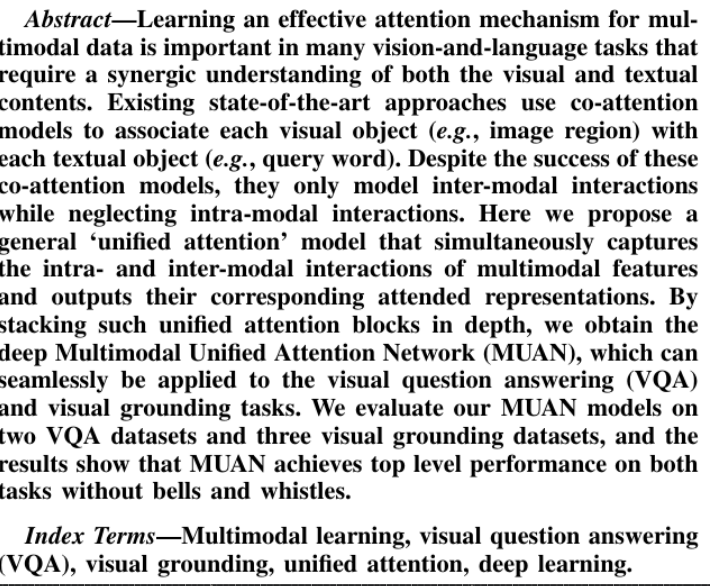 Abstract—Learning an effective attention mechanism for mul-
timodal data is important in many vision-and-language tasks that
require a synergic understanding of both the visual and textual
contents. Existing state-of-the-art approaches use co-attention
models to associate each visual object (e.g., image region) with
each textual object (e.g., query word). Despite the success of these
co-attention models, they only model inter-modal interactions
while neglecting intra-modal interactions. Here we propose a
general ‘unified attention’ model that simultaneously captures
the intra- and inter-modal interactions of multimodal features
and outputs their corresponding attended representations. By
stacking such unified attention blocks in depth, we obtain the
deep Multimodal Unified Attention Network (MUAN), which can
seamlessly be applied to the visual question answering (VQA)
and visual grounding tasks. We evaluate our MUAN models on
two VQA datasets and three visual grounding datasets, and the
results show that MUAN achieves top level performance on both
tasks without bells and whistles.
Index Terms—Multimodal learning, visual question answering
(VQA), visual grounding, unified attention, deep learning.